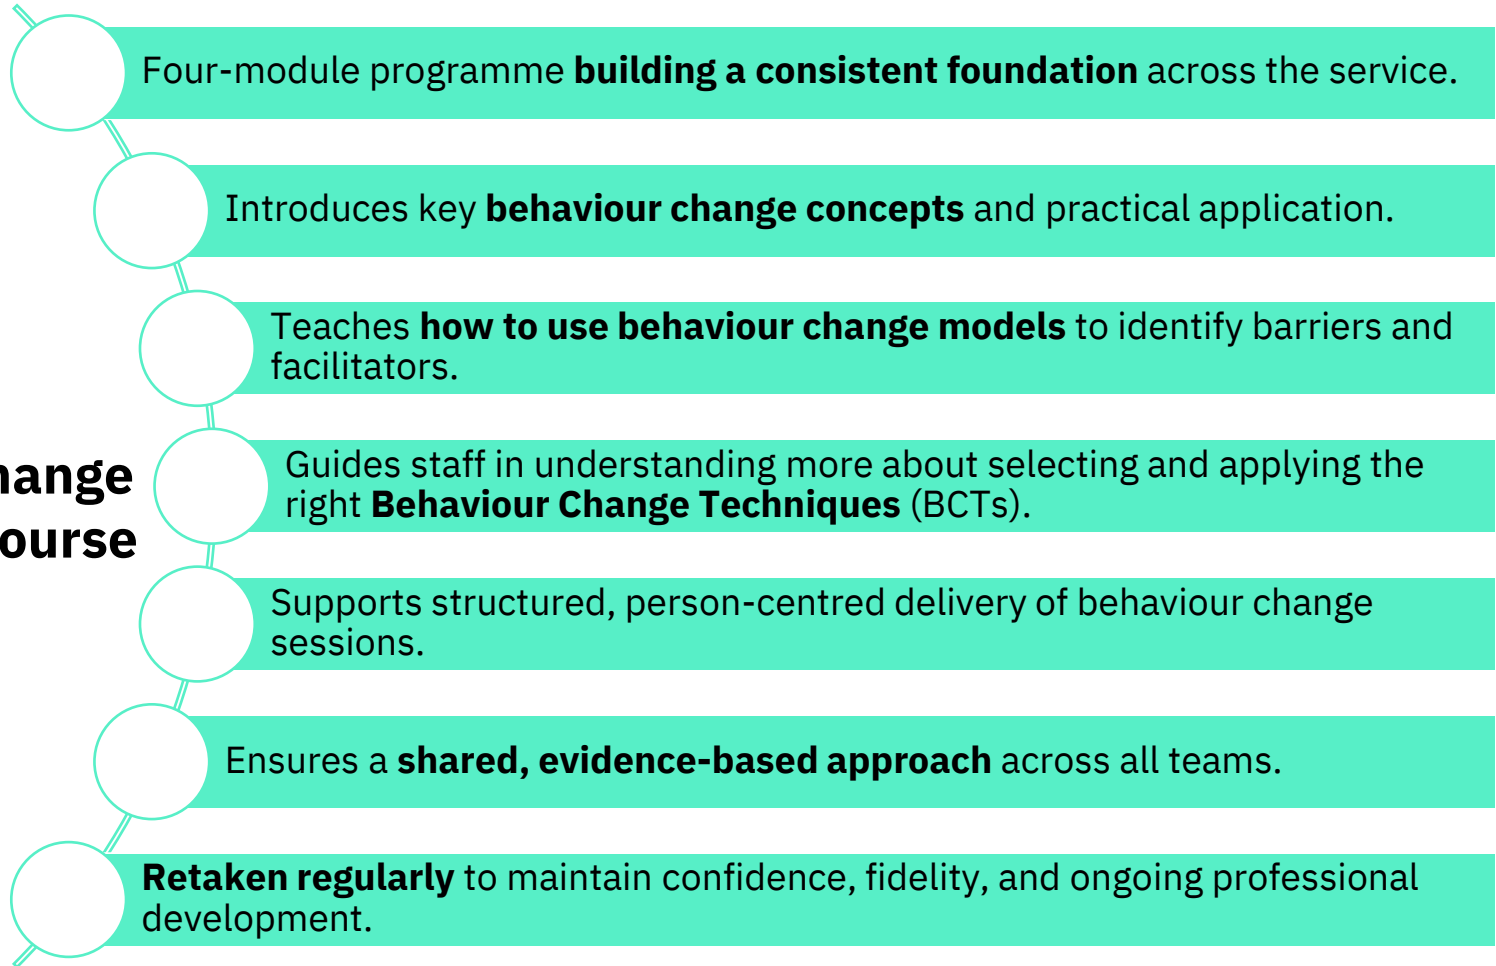 Four-module programme building a consistent foundation across the service.
Introduces key behaviour change concepts and practical application.
Teaches how to use behaviour change models to identify barriers and
facilitators.
Guides staff in understanding more about selecting and applying the
right Behaviour Change Techniques (BCTs).
Supports structured, person-centred delivery of behaviour change
sessions.
Ensures a shared, evidence-based approach across all teams.
Retaken regularly to maintain confidence, fidelity, and ongoing professional
development.